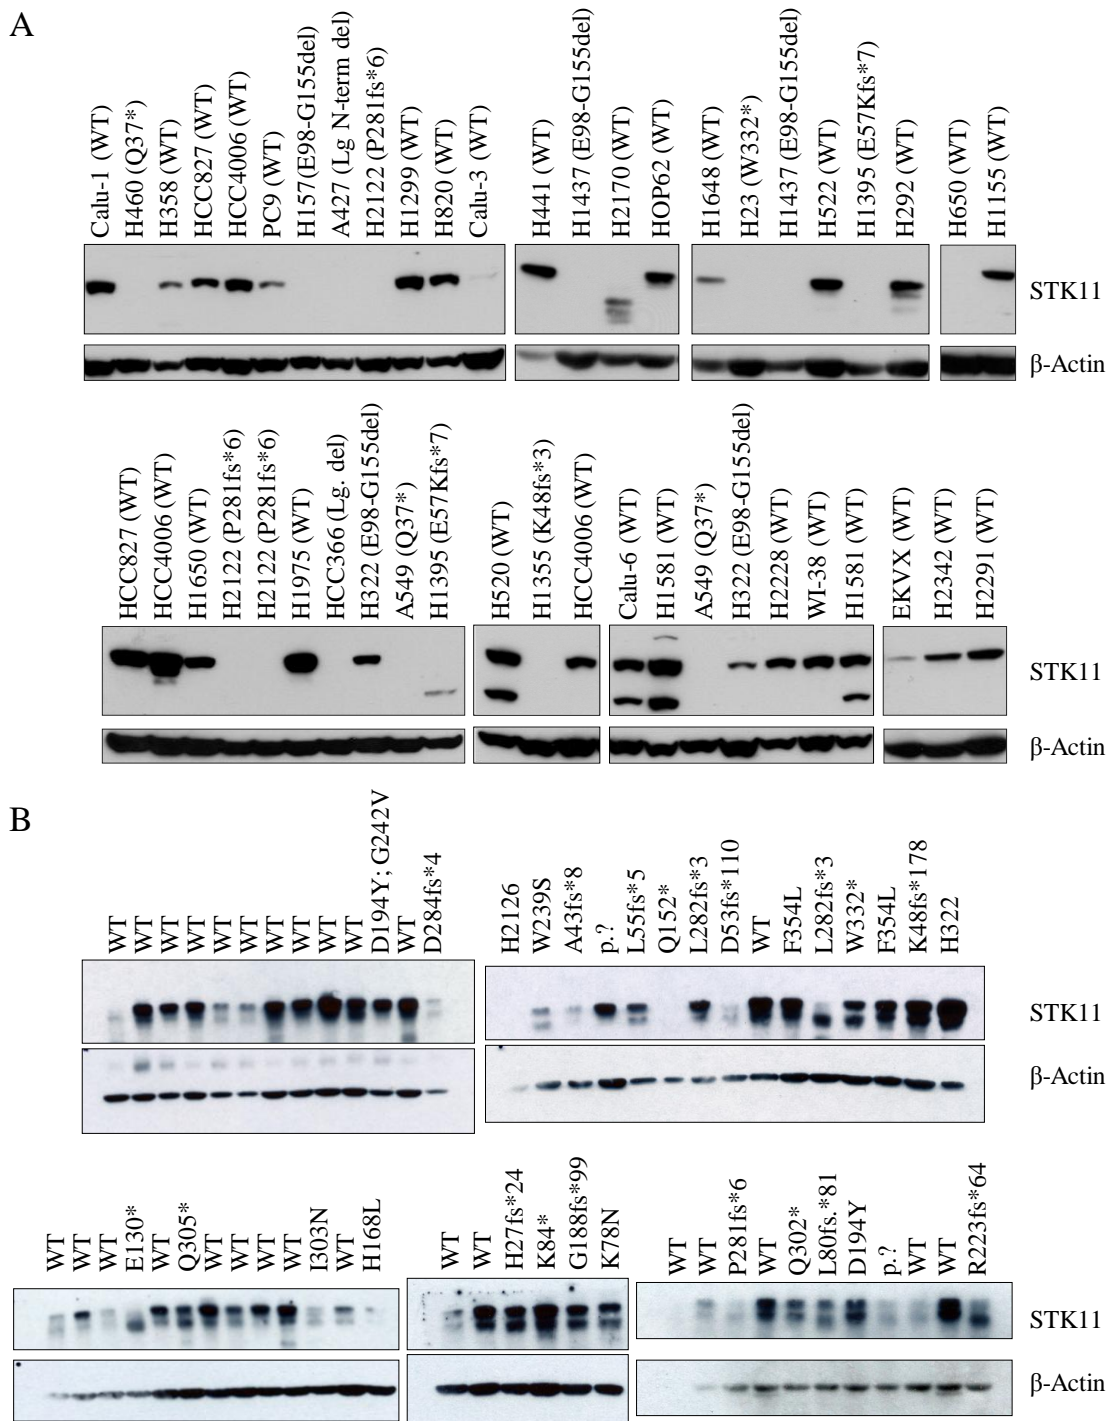 A
Calu-1 (WT)
H460 (Q37*)
H358 (WT)
HCC827 (WT)
HCC4006 (WT)
PC9 (WT)
H157(E98-G155del)
A427 (Lg N-term del)
H2122 (P281fs*6)
H1299 (WT)
H820 (WT)
Calu-3 (WT)
H441 (WT)
H1437 (E98-G155del)
H2170 (WT)
HOP62 (WT)
H1648 (WT)
H23 (W332*)
H1437 (E98-G155del)
H522 (WT)
H1395 (E57Kfs*7)
H292 (WT)
H650 (WT)
H1155 (WT)
STK11
β-Actin
HCC827 (WT)
HCC4006 (WT)
H1650 (WT)
H2122 (P281fs*6)
H2122 (P281fs*6)
H1975 (WT)
HCC366 (Lg. del)
H322 (E98-G155del)
A549 (Q37*)
H1395 (E57Kfs*7)
H520 (WT)
H1355 (K48fs*3)
HCC4006 (WT)
Calu-6 (WT)
H1581 (WT)
A549 (Q37*)
H322 (E98-G155del)
H2228 (WT)
WI-38 (WT)
H1581 (WT)
EKVX (WT)
H2342 (WT)
H2291 (WT)
STK11
β-Actin
B
WT
WT
WT
WT
WT
WT
WT
WT
WT
WT
D194Y; G242V
WT
D284fs*4
H2126
W239S
A43fs*8
p.?
L55fs*5
Q152*
L282fs*3
D53fs*110
WT
F354L
L282fs*3
W332*
F354L
K48fs*178
H322
STK11
β-Actin
WT
WT
WT
E130*
WT
Q305*
WT
WT
WT
WT
I303N
WT
H168L
WT
WT
H27fs*24
K84*
G188fs*99
K78N
WT
WT
P281fs*6
WT
Q302*
L80fs.*81
D194Y
p.?
WT
WT
R223fs*64
STK11
β-Actin